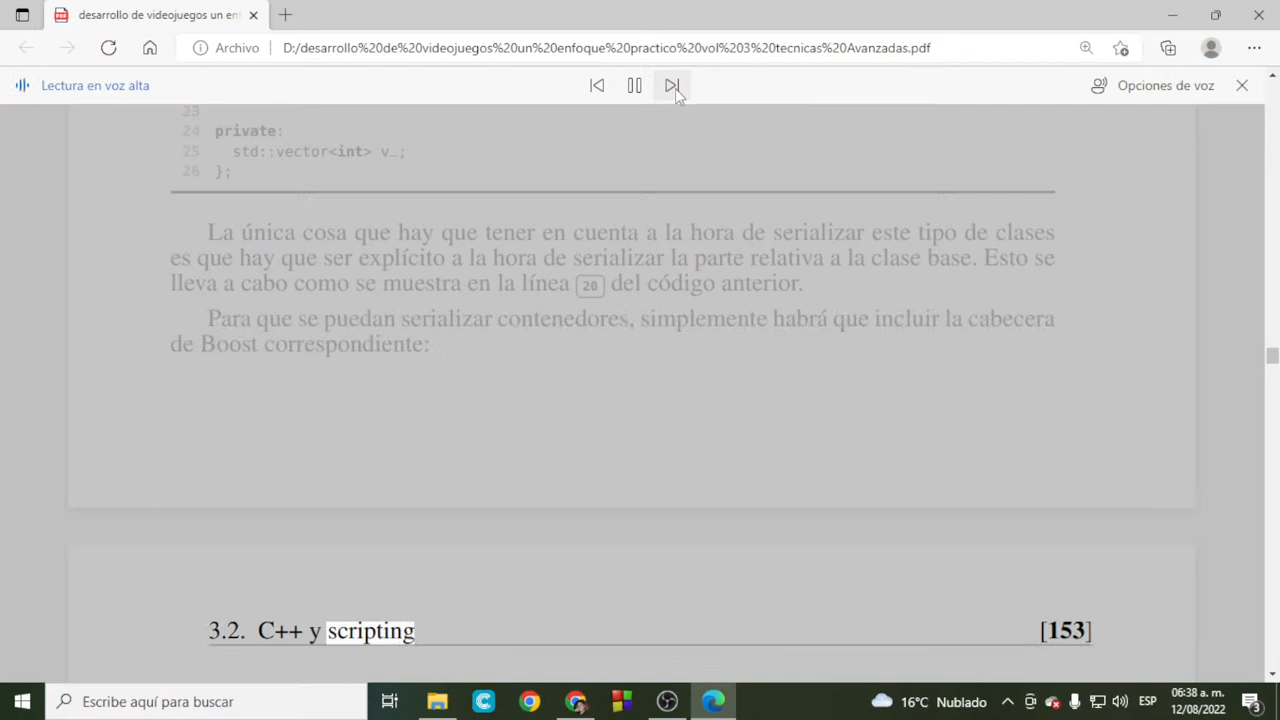 desarrollo de videojuegos un en
Archivo
D:/desarrollo%20de%20videojuegos%20un%20enfoque%20practico%20vol%203%20tecnicas%20Avanzadas.pdf
Lectura en voz alta
Opciones de voz
23
24 private:
25 std::vector<int> v_;
26 };
La única cosa que hay que tener en cuenta a la hora de serializar este tipo de clases
es que hay que ser explícito a la hora de serializar la parte relativa a la clase base. Esto se
lleva a cabo como se muestra en la línea 20 del código anterior.
Para que se puedan serializar contenedores, simplemente habrá que incluir la cabecera
de Boost correspondiente:
3.2. C++ y scripting [153]
Escribe aquí para buscar
16°C Nublado
ESP
06:38 a. m.
12/08/2022
3